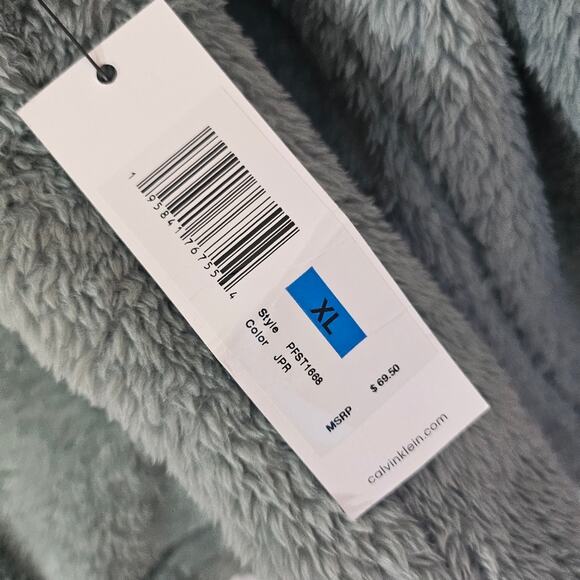 1 95841 76755 4
XL
Style PFST1668
Color JPR
MSRP $ 69.50
calvinklein.com